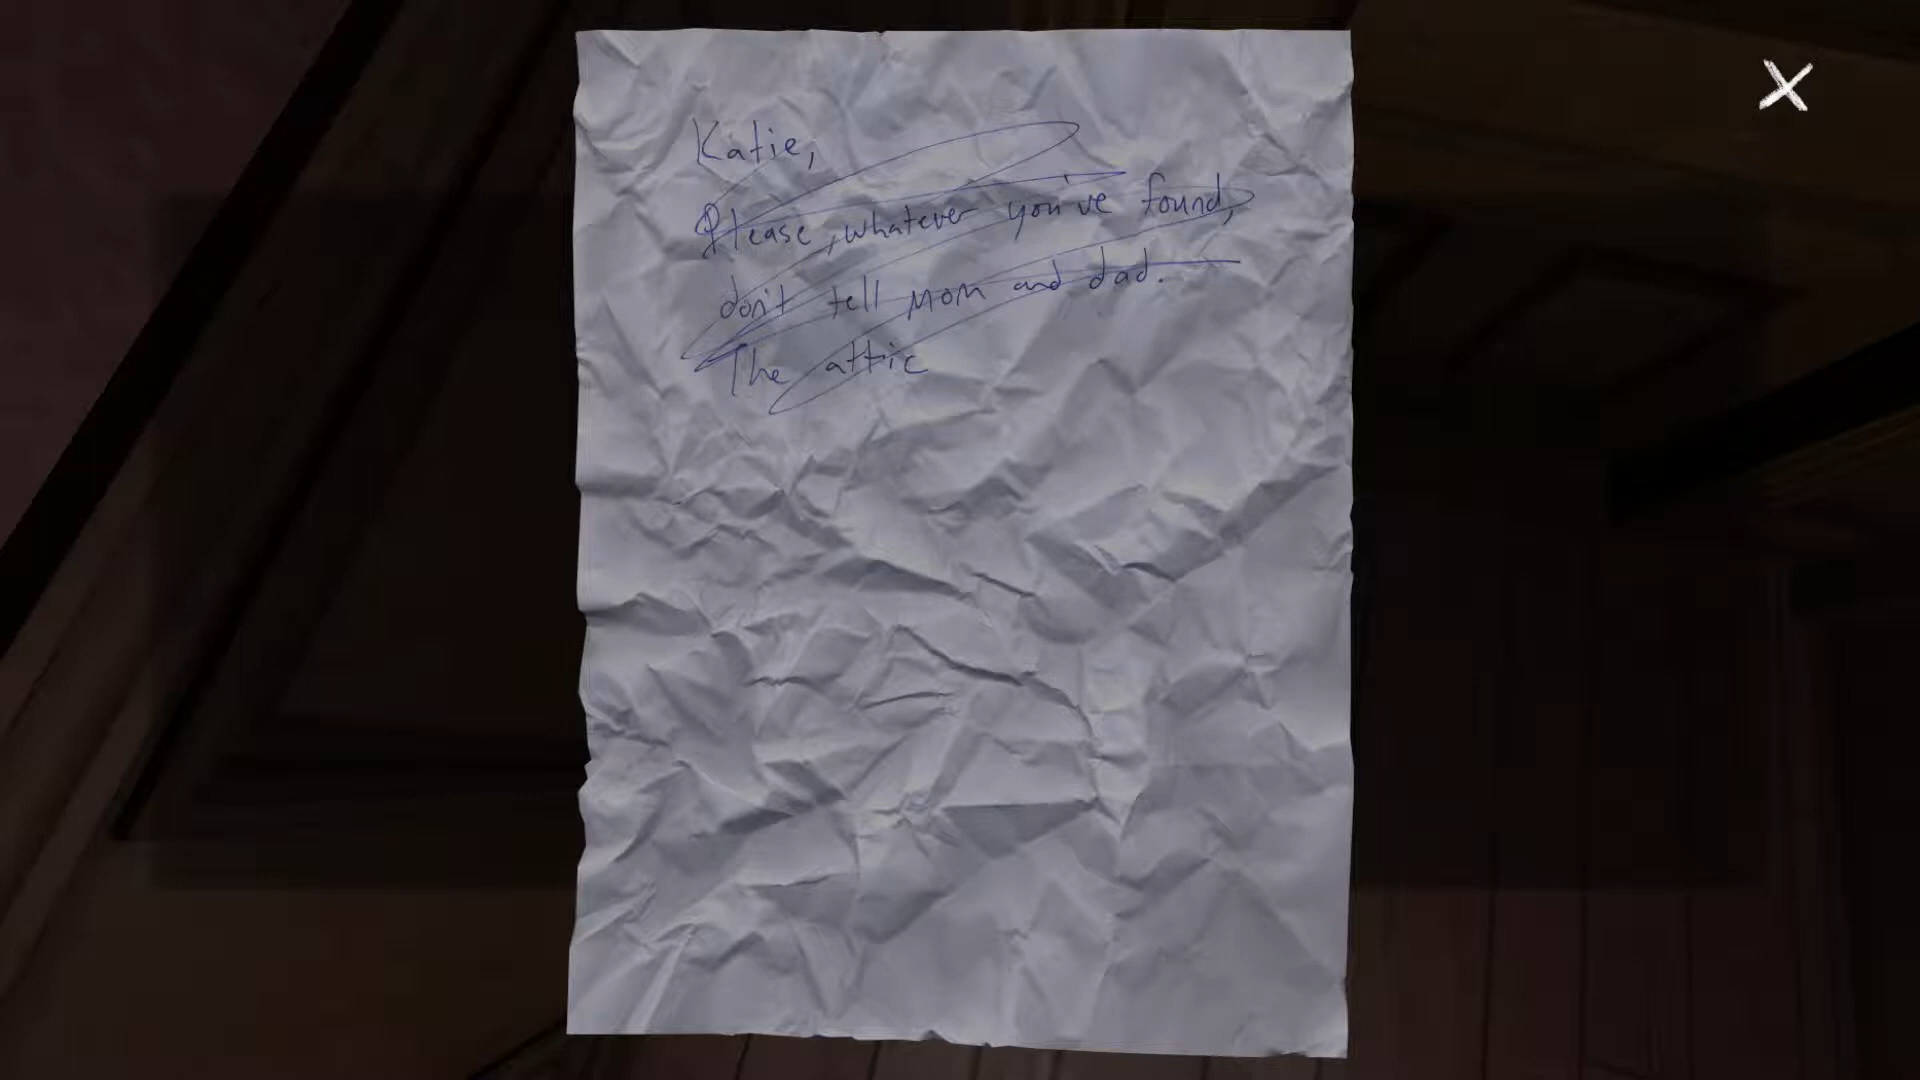 Katie,
Please, whatever you've found,
don't tell Mom and dad.
The attic